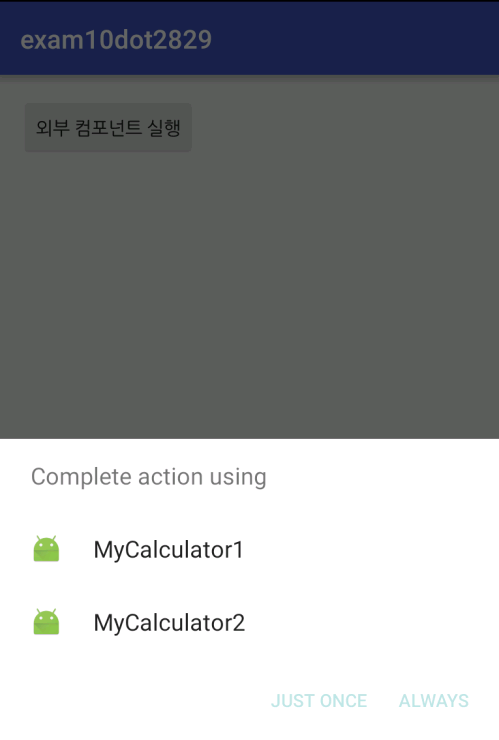 exam10dot2829
외부 컴포넌트 실행
Complete action using
MyCalculator1
MyCalculator2
JUST ONCE ALWAYS